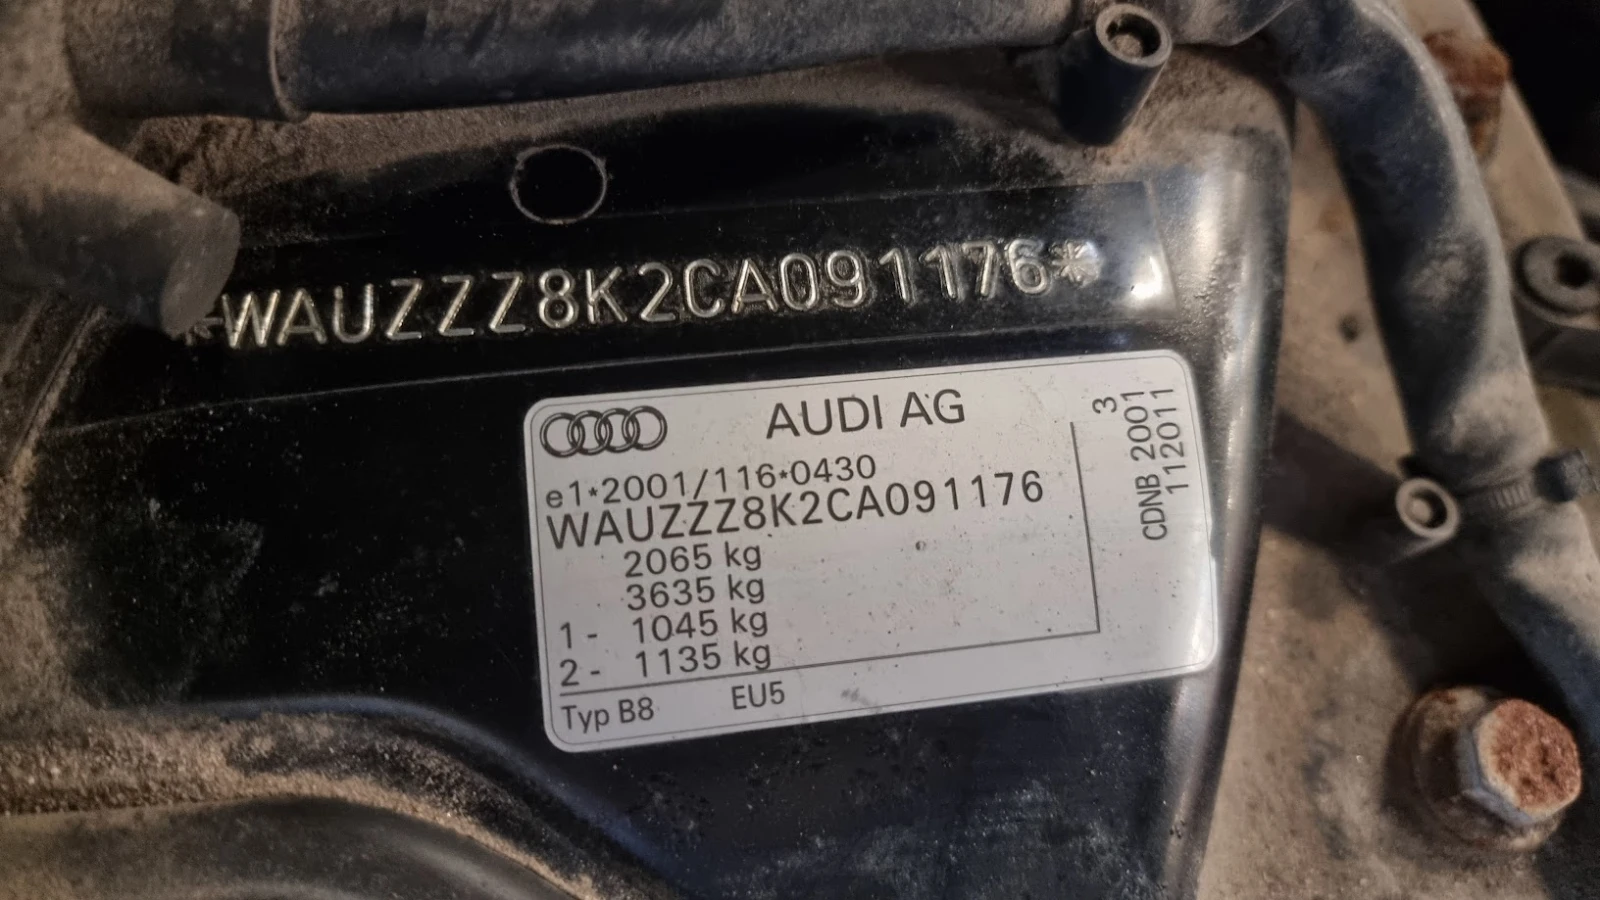 *WAUZZZ8K2CA091176*
AUDI AG
e1*2001/116*0430
WAUZZZ8K2CA091176
2065 kg
3635 kg
1- 1045 kg
2- 1135 kg
Typ B8 EU5
3
CDNB 2001
112011